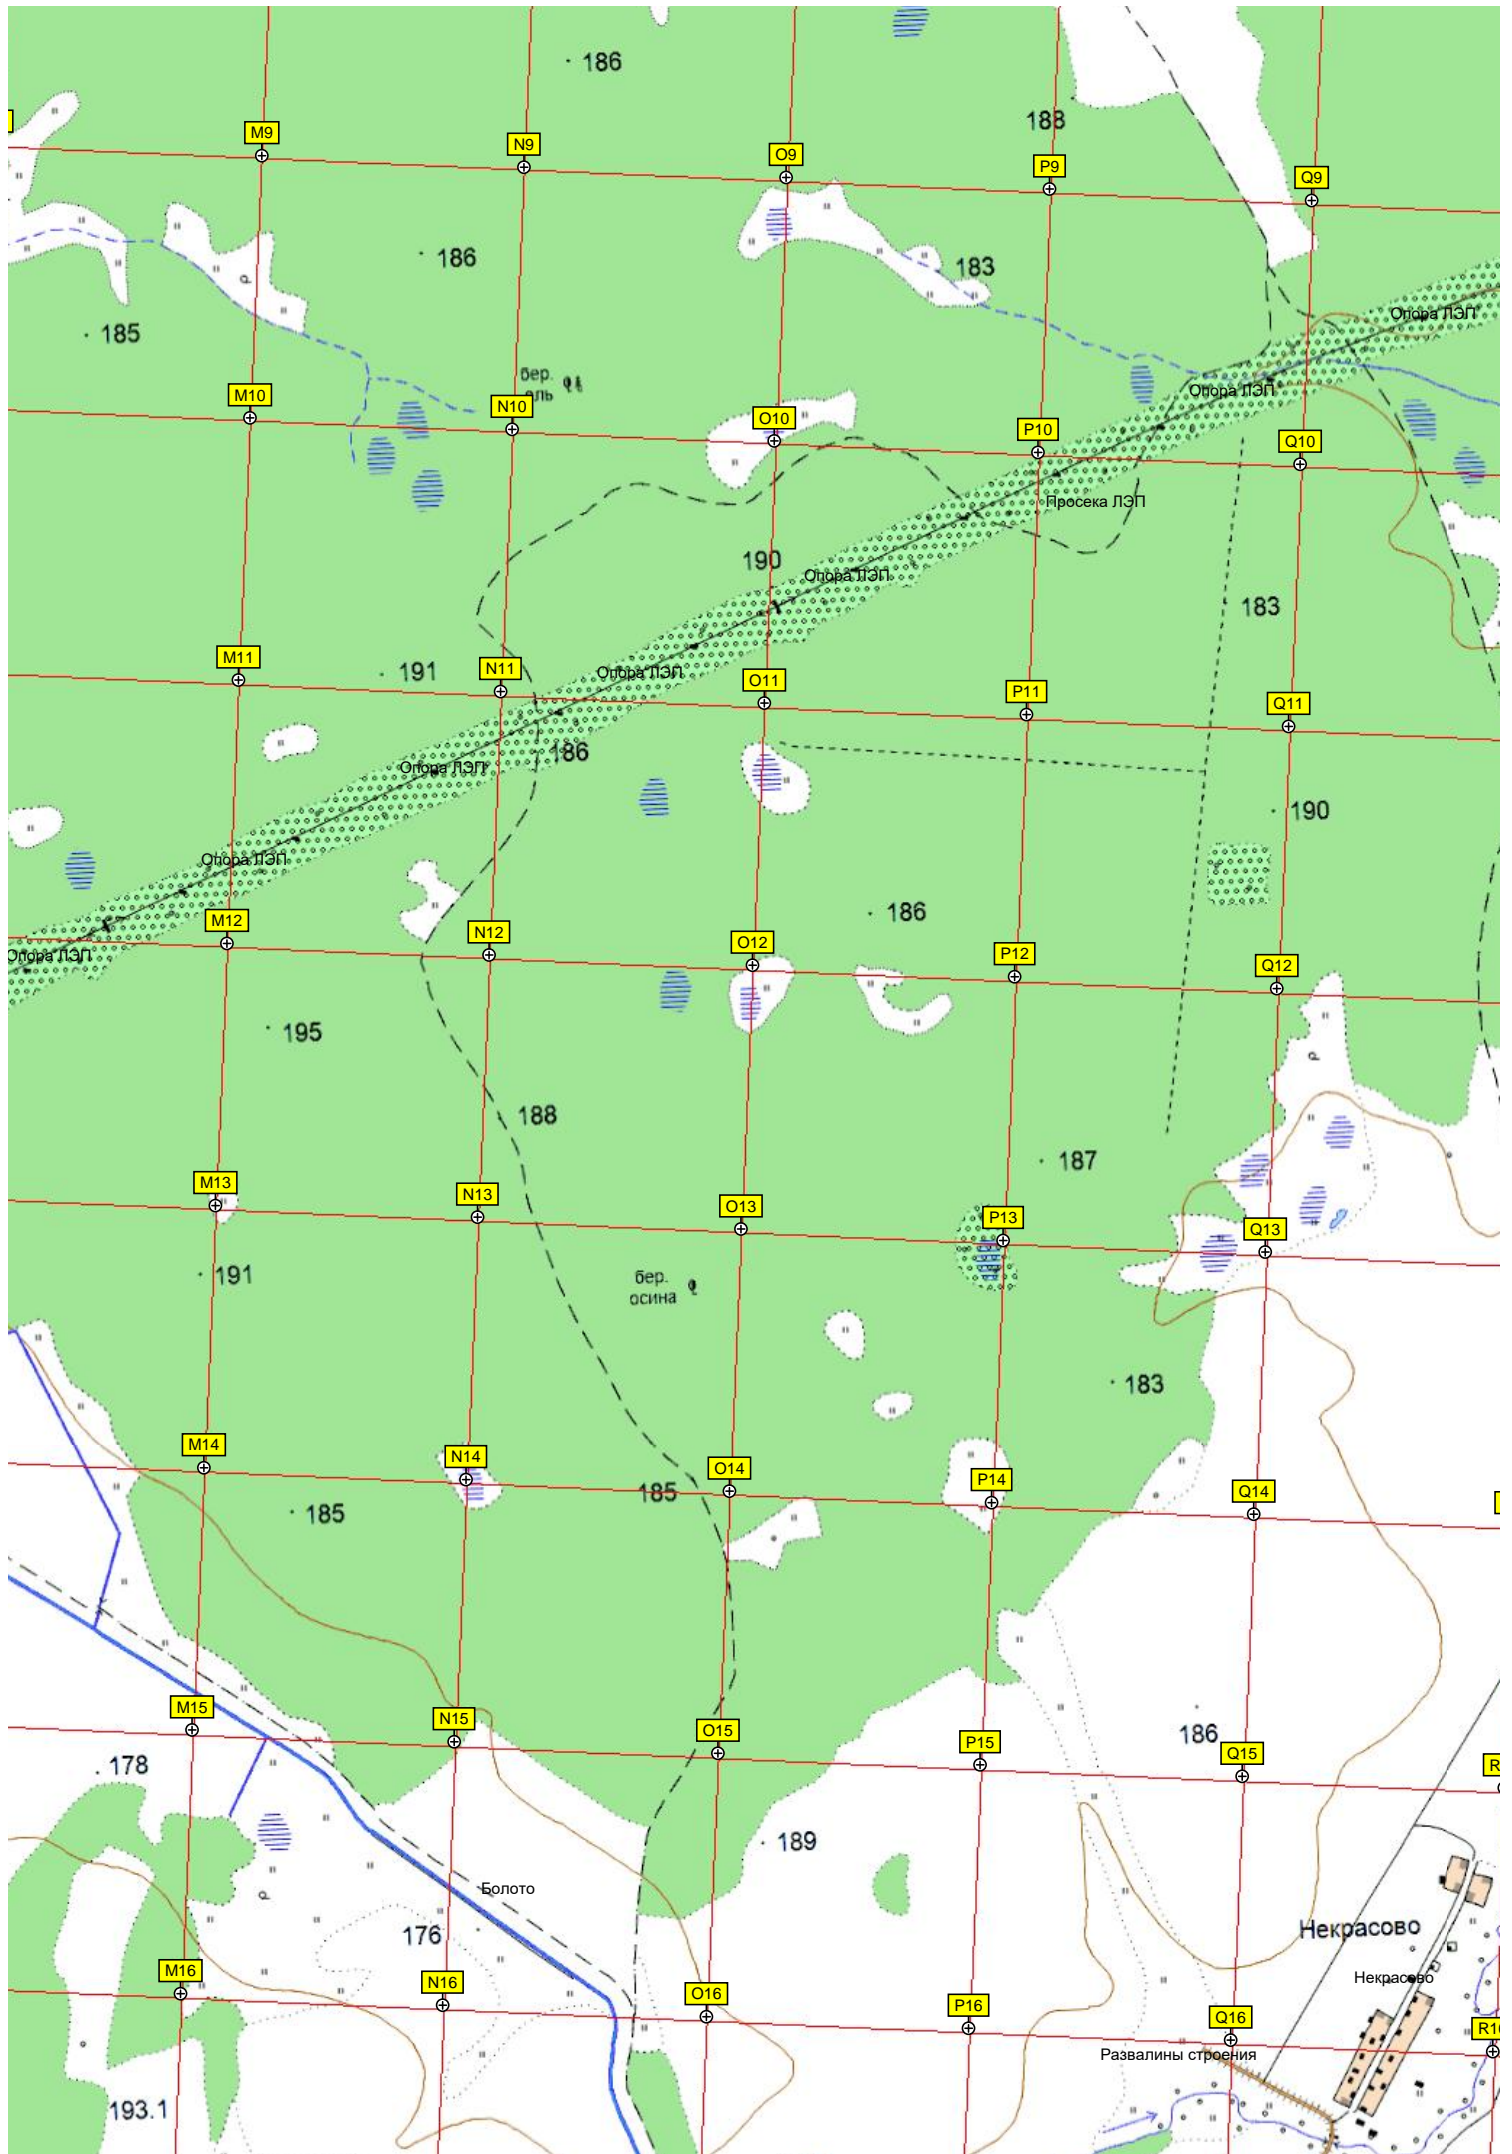 186
188
M9
N9
O9
P9
Q9
186
183
185
Опора ЛЭП
бер.
ель
Опора ЛЭП
M10
N10
O10
P10
Q10
Просека ЛЭП
190
Опора ЛЭП
183
191
M11
N11
Опора ЛЭП
O11
P11
Q11
186
Опора ЛЭП
190
Опора ЛЭП
186
M12
N12
O12
P12
Q12
Опора ЛЭП
195
188
187
M13
N13
O13
P13
Q13
191
бер.
осина
183
M14
N14
O14
P14
Q14
185
185
M15
N15
O15
P15
Q15
186
178
189
Болото
176
Некрасово
Некрасово
M16
N16
O16
P16
Q16
R16
Развалины строения
193.1